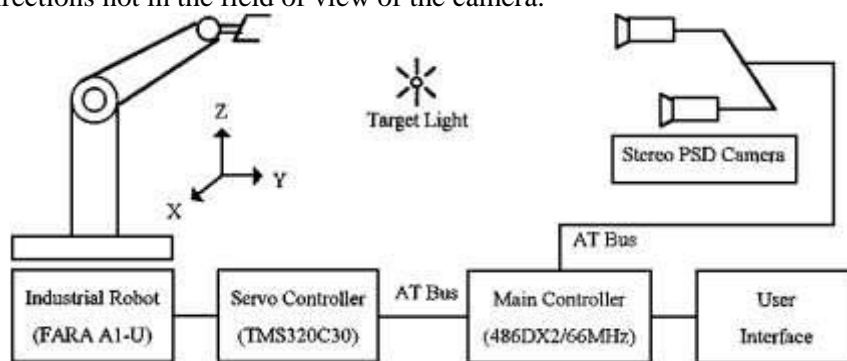 rections not in the field of view of the camera.
Target Light
Z
Y
X
Stereo PSD Camera
AT Bus
Industrial Robot
(FARA A1-U)
Servo Controller
(TMS320C30)
AT Bus
Main Controller
(486DX2/66MHz)
User
Interface